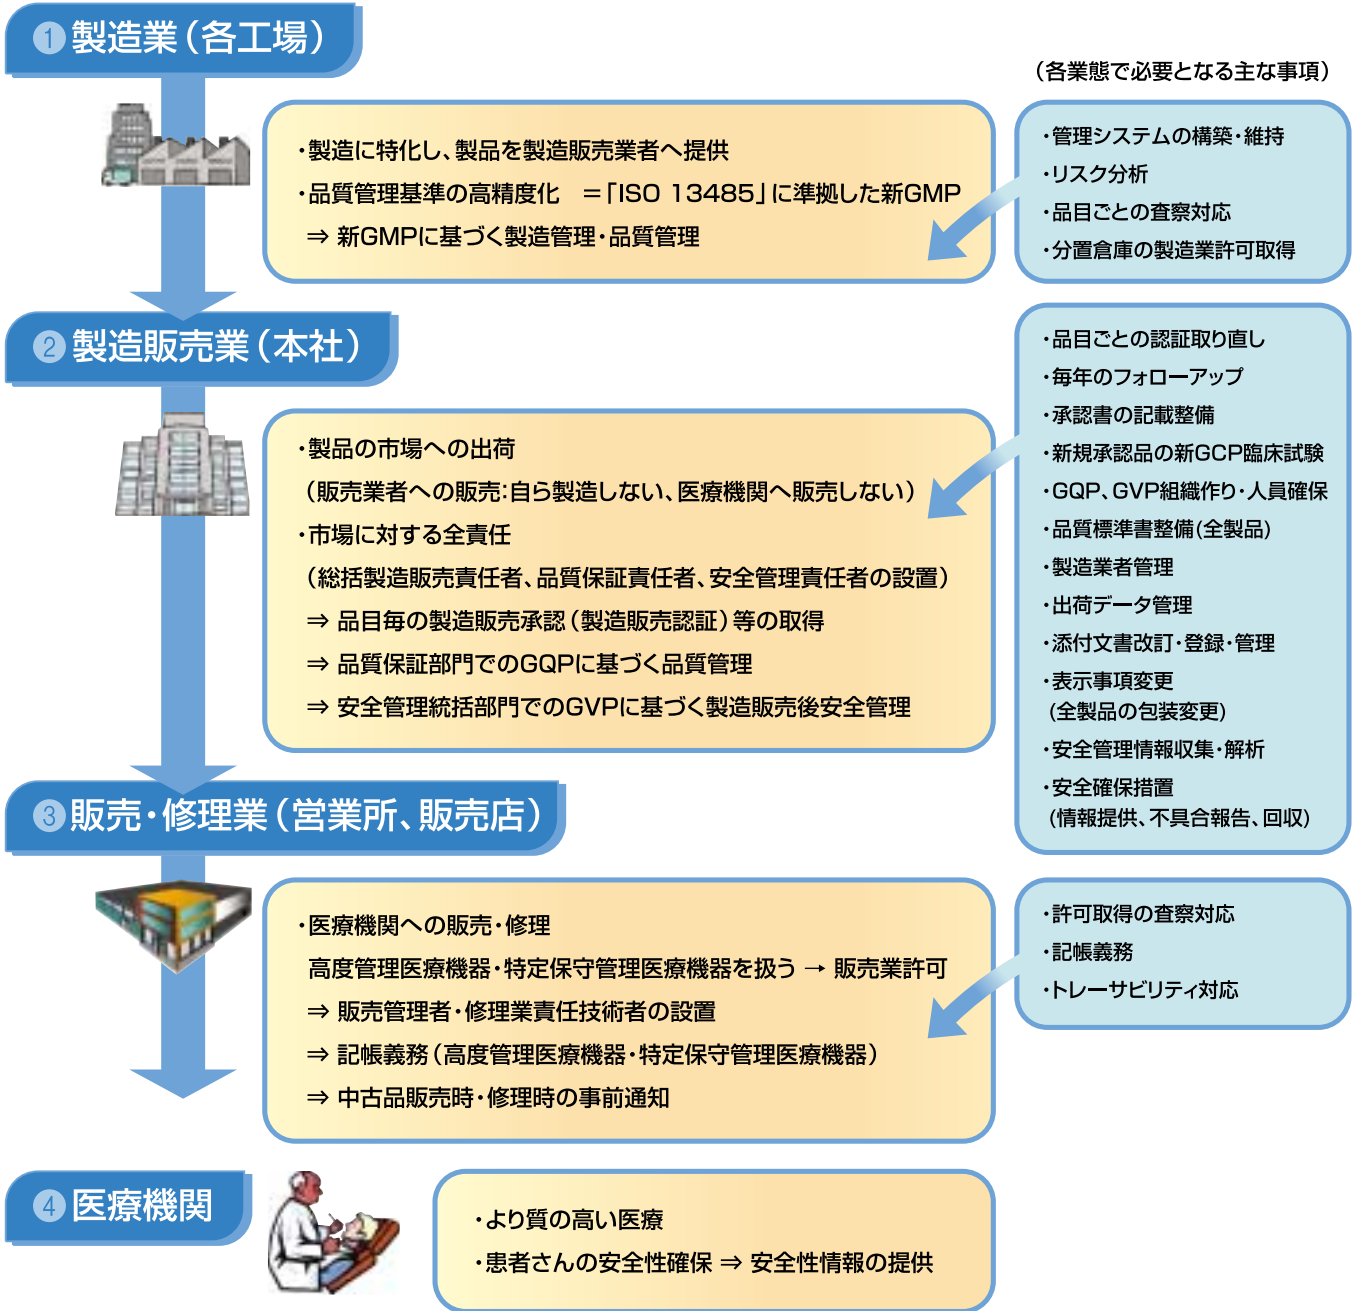 ① 製造業（各工場）
（各業態で必要となる主な事項）
・製造に特化し、製品を製造販売業者へ提供
・品質管理基準の高精度化　＝「ISO 13485」に準拠した新GMP
⇒ 新GMPに基づく製造管理・品質管理
・管理システムの構築・維持
・リスク分析
・品目ごとの査察対応
・分置倉庫の製造業許可取得
② 製造販売業（本社）
・製品の市場への出荷
（販売業者への販売：自ら製造しない、医療機関へ販売しない）
・市場に対する全責任
（総括製造販売責任者、品質保証責任者、安全管理責任者の設置）
⇒ 品目毎の製造販売承認（製造販売認証）等の取得
⇒ 品質保証部門でのGQPに基づく品質管理
⇒ 安全管理統括部門でのGVPに基づく製造販売後安全管理
・品目ごとの認証取り直し
・毎年のフォローアップ
・承認書の記載整備
・新規承認品の新GCP臨床試験
・GQP、GVP組織作り・人員確保
・品質標準書整備(全製品)
・製造業者管理
・出荷データ管理
・添付文書改訂・登録・管理
・表示事項変更
(全製品の包装変更)
・安全管理情報収集・解析
・安全確保措置
(情報提供、不具合報告、回収)
③ 販売・修理業（営業所、販売店）
・医療機関への販売・修理
高度管理医療機器・特定保守管理医療機器を扱う → 販売業許可
⇒ 販売管理者・修理業責任技術者の設置
⇒ 記帳義務（高度管理医療機器・特定保守管理医療機器）
⇒ 中古品販売時・修理時の事前通知
・許可取得の査察対応
・記帳義務
・トレーサビリティ対応
④ 医療機関
・より質の高い医療
・患者さんの安全性確保 ⇒ 安全性情報の提供